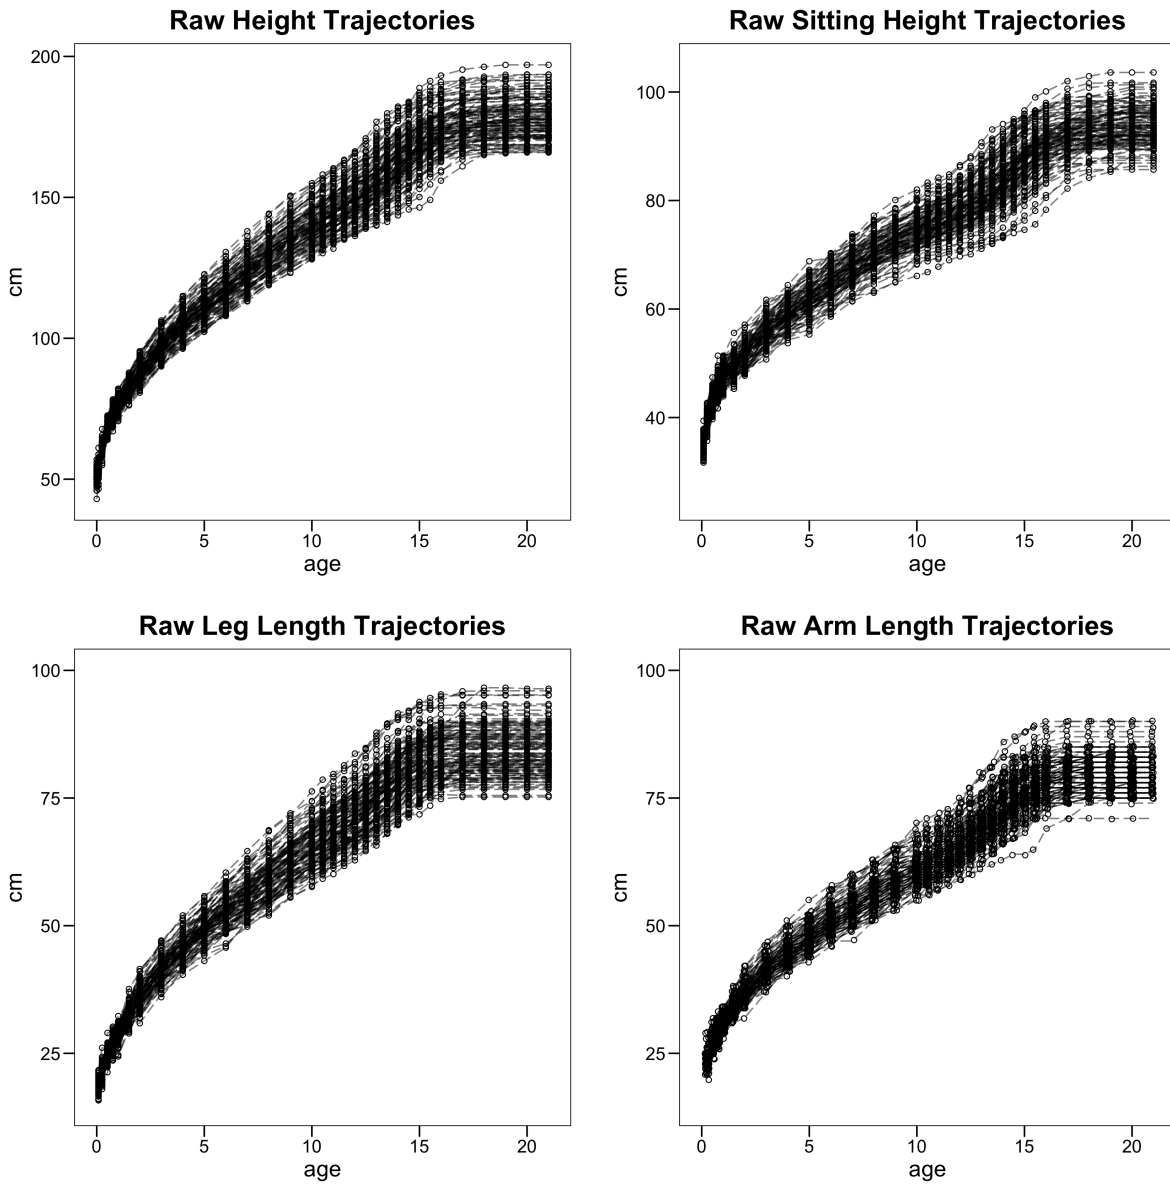 Raw Height Trajectories
200
150
100
50
cm
0 5 10 15 20
age
Raw Sitting Height Trajectories
100
80
60
40
cm
0 5 10 15 20
age
Raw Leg Length Trajectories
100
75
50
25
cm
0 5 10 15 20
age
Raw Arm Length Trajectories
100
75
50
25
cm
0 5 10 15 20
age